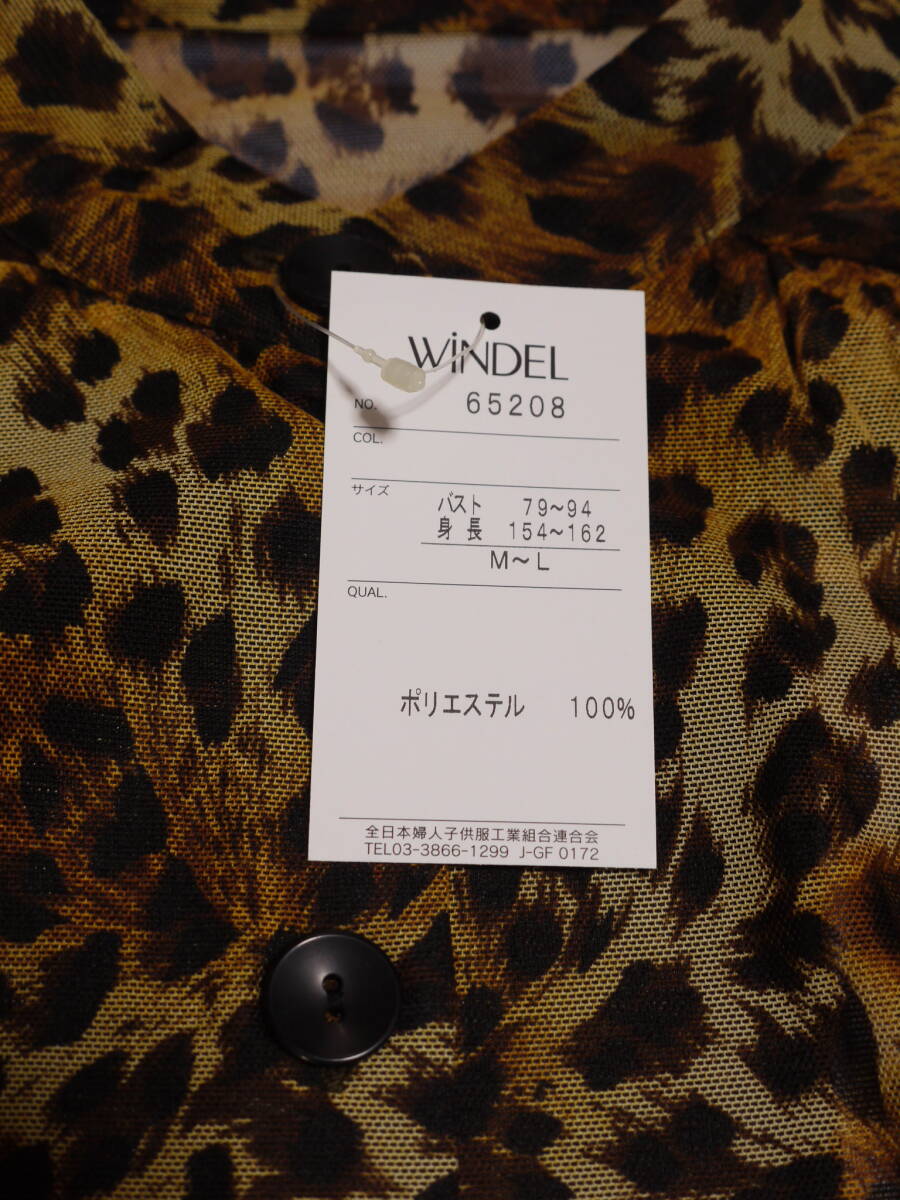 WiNDEL
NO. 65208
COL.
サイズ
バスト 79~94
身長 154~162
M~L
QUAL.
ポリエステル 100%
全日本婦人子供服工業組合連合会
TEL03-3866-1299 J-GF 0172